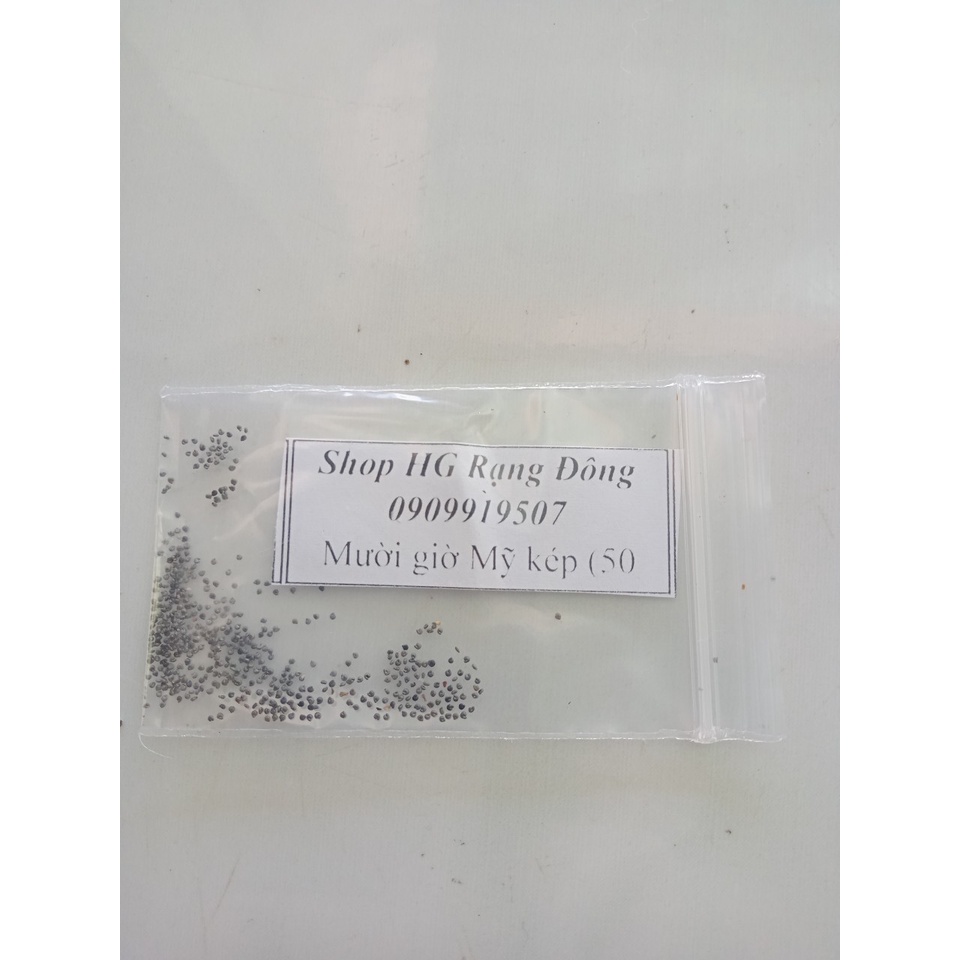 Shop HG Rạng Đông
0909919507
Mười giờ Mỹ kép (50